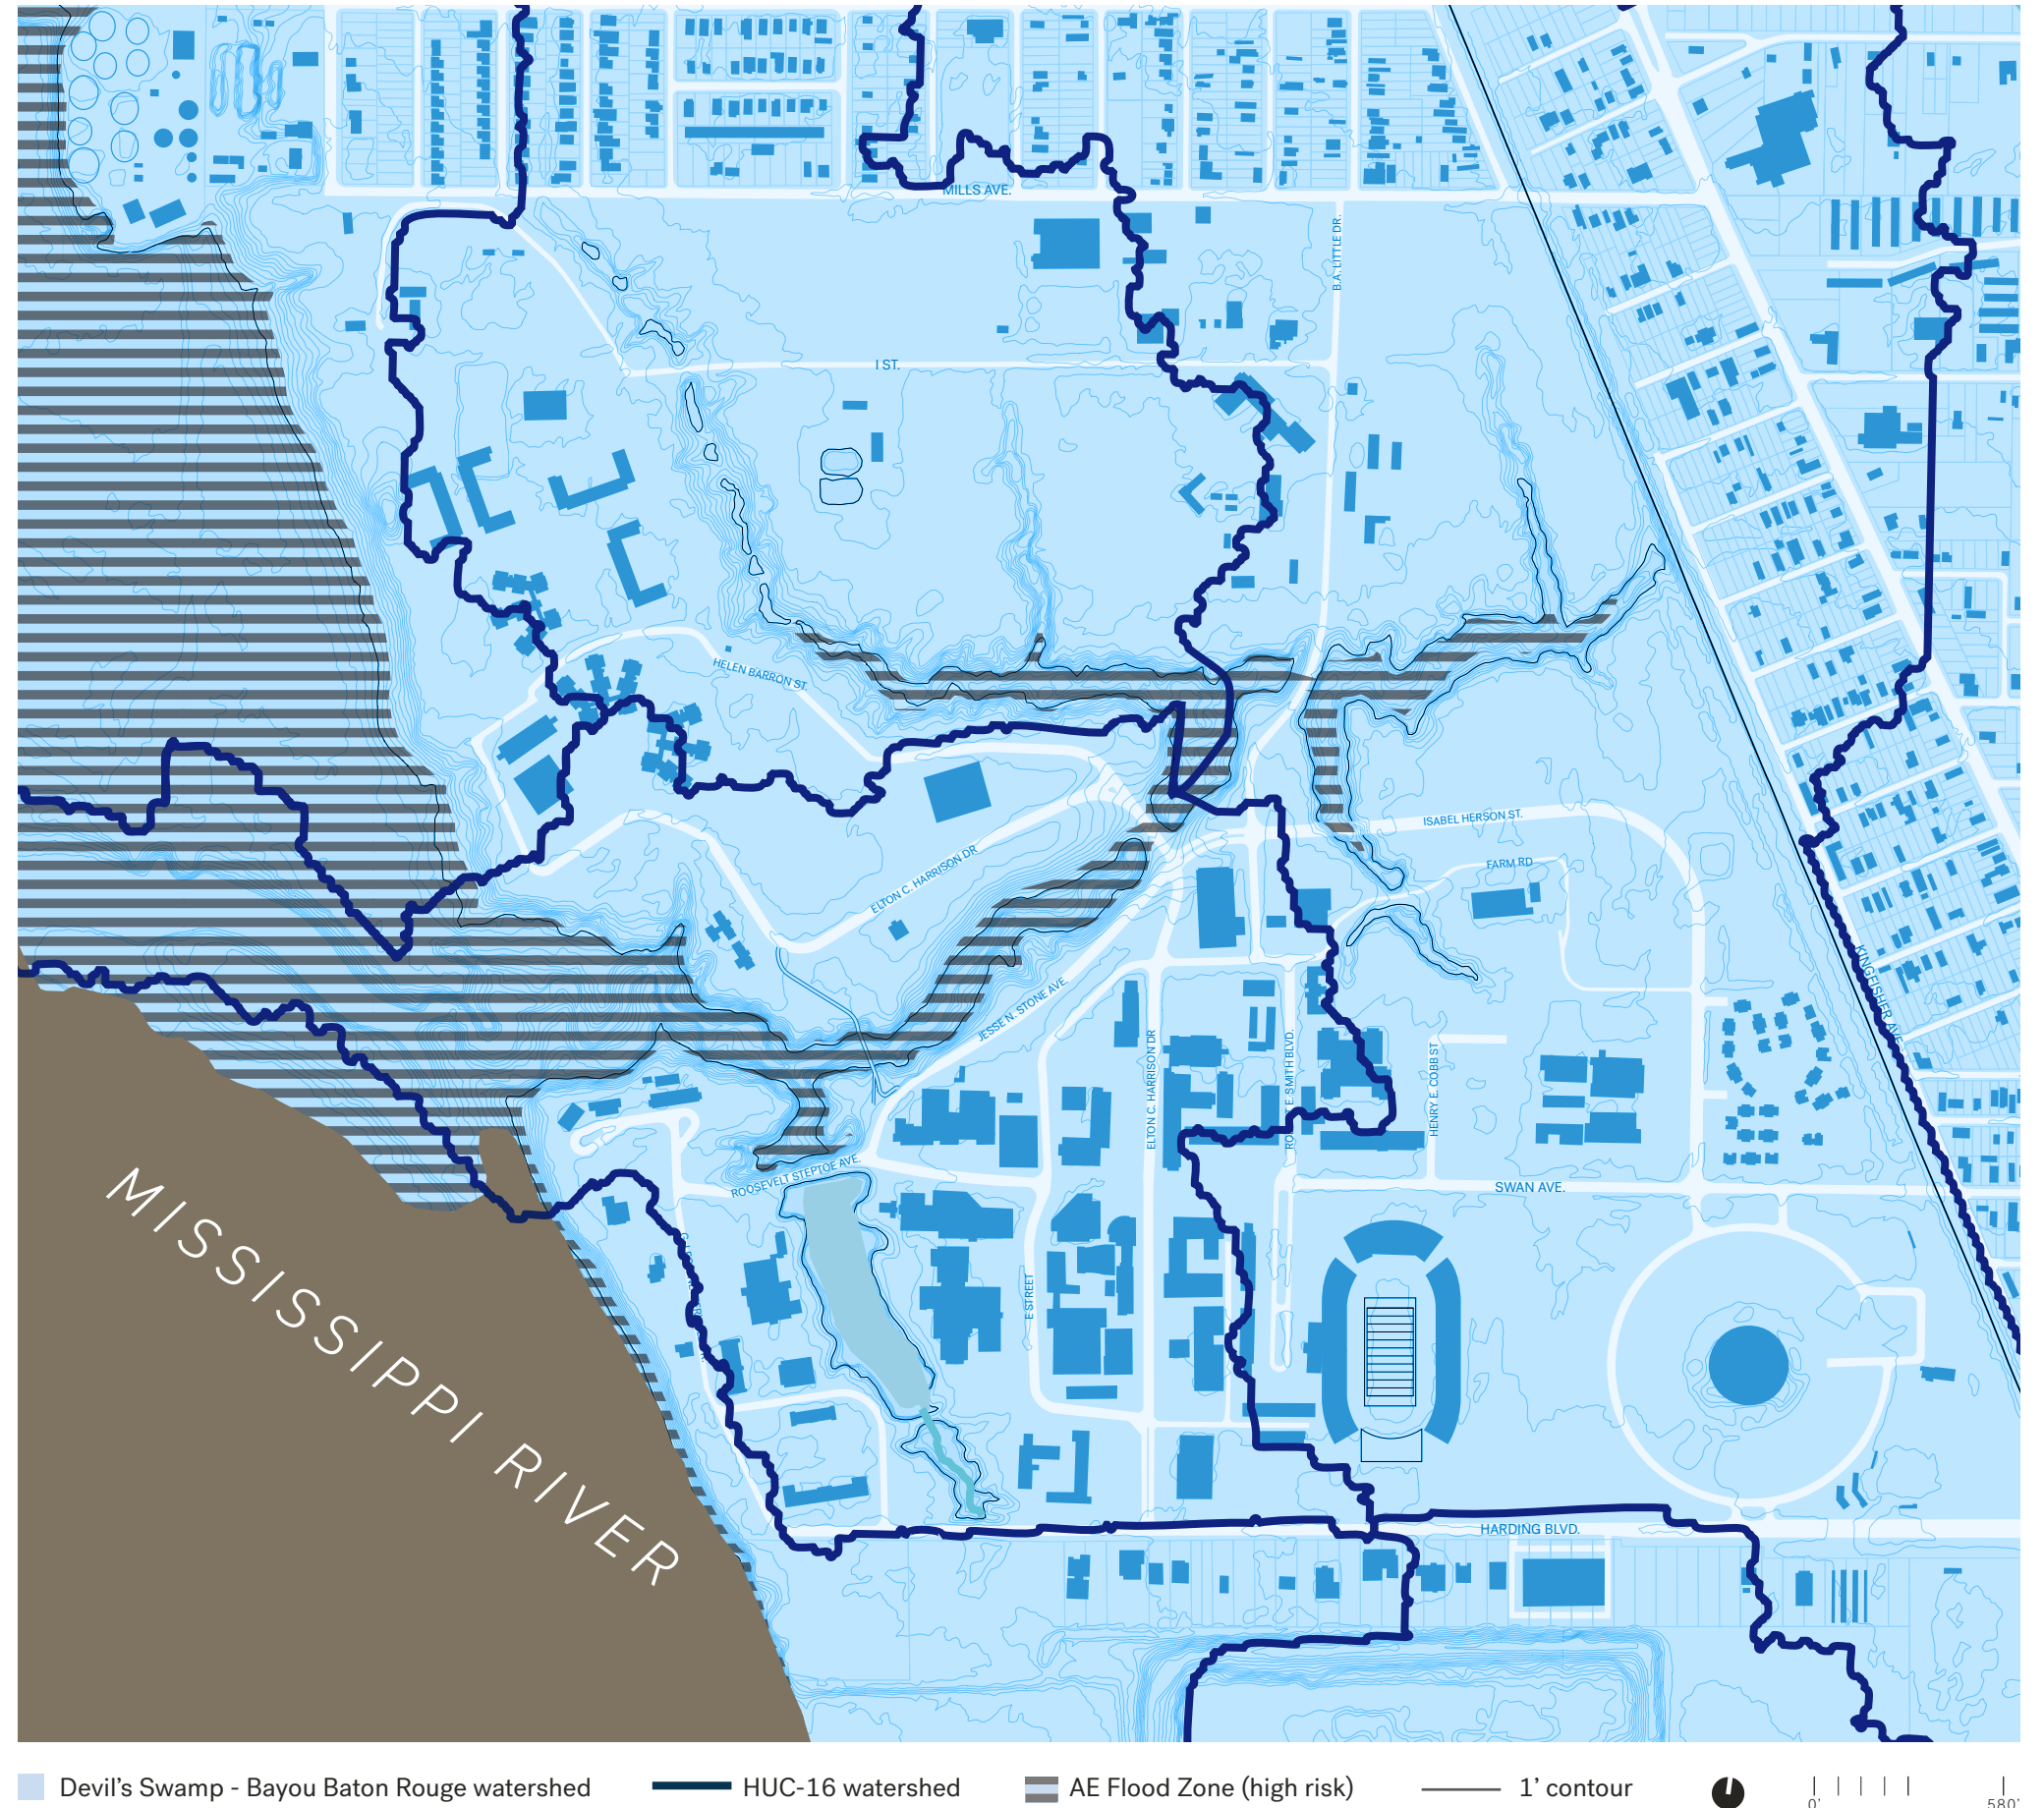 MILLS AVE.
B.A. LITTLE DR.
I ST.
HELEN BARRON ST.
ISABEL HERSON ST.
FARM RD
ELTON C. HARRISON DR
KINGFISHER AVE
JESSE N. STONE AVE.
ELTON C. HARRISON DR
E. SMITH BLVD.
HENRY E. COBB ST
ROOSEVELT STEPTOE AVE.
SWAN AVE.
MISSISSIPPI RIVER
E STREET
HARDING BLVD.
Devil's Swamp - Bayou Baton Rouge watershed
HUC-16 watershed
AE Flood Zone (high risk)
1' contour
0'
580'